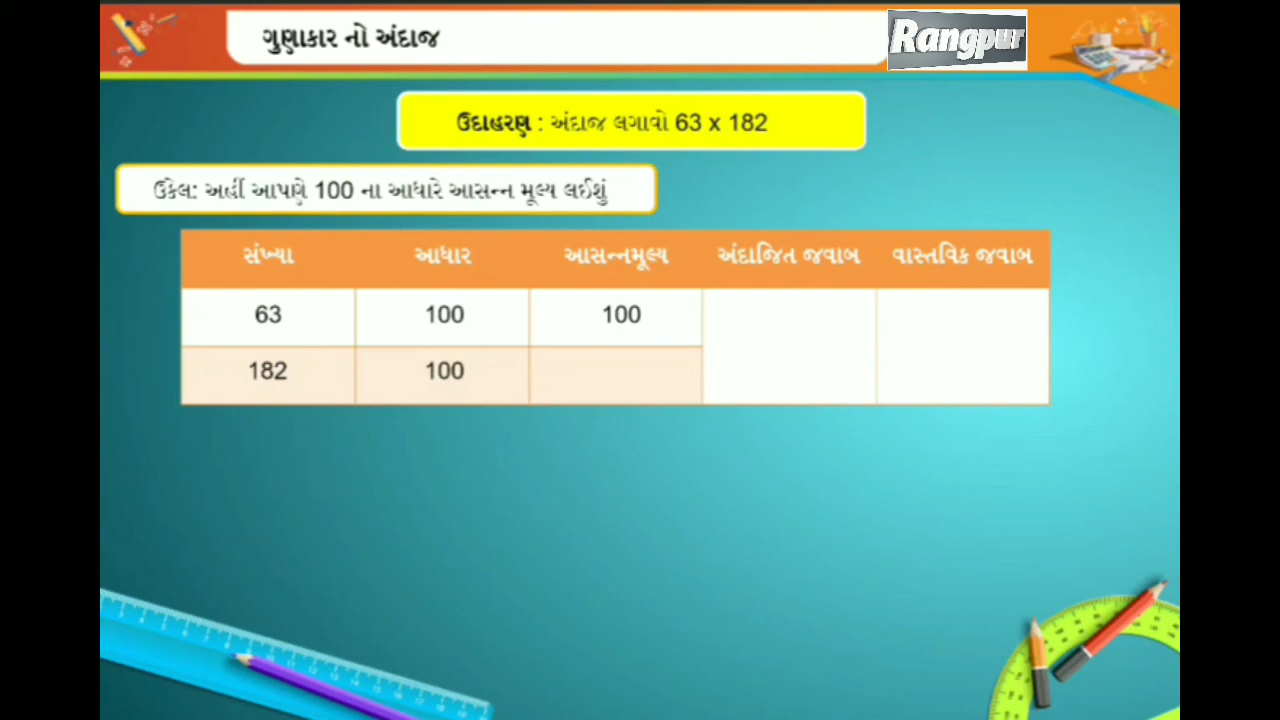 ગુણાકાર નો અંદાજ
Rangpur
ઉદાહરણ : અંદાજ લગાવો 63 x 182
ઉકેલ: અહીં આપણે 100 ના આધારે આસન્ન મૂલ્ય લઈશું
સંખ્યા આધાર આસન્નમૂલ્ય અંદાજિત જવાબ વાસ્તવિક જવાબ
63 100 100
182 100